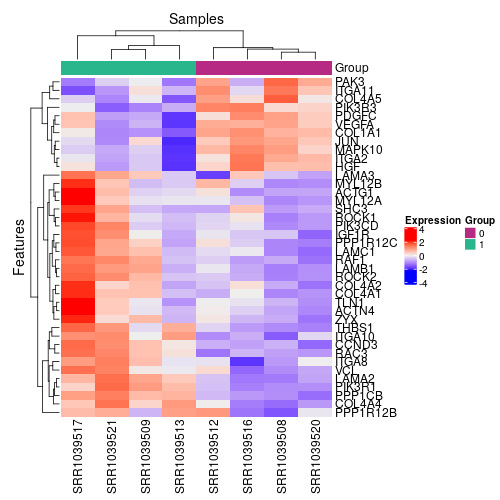 Samples
Group
PAK3
ITGA11
COL4A5
PIK3R3
PDGFC
VEGFA
COL1A1
JUN
MAPK10
ITGA2
HGF
LAMA3
MYL12B
ACTG1
MYL12A
SHC3
ROCK1
PIK3CD
IGF1R
PPP1R12C
LAMC1
RAF1
LAMB1
ROCK2
COL4A2
COL4A1
TLN1
ACTN4
ZYX
THBS1
ITGA10
CCND3
RAC3
ITGA8
VCL
LAMA2
PIK3R1
PPP1CB
COL4A4
PPP1R12B
Features
Expression
4
2
0
-2
-4
Group
0
1
SRR1039517
SRR1039521
SRR1039509
SRR1039513
SRR1039512
SRR1039516
SRR1039508
SRR1039520